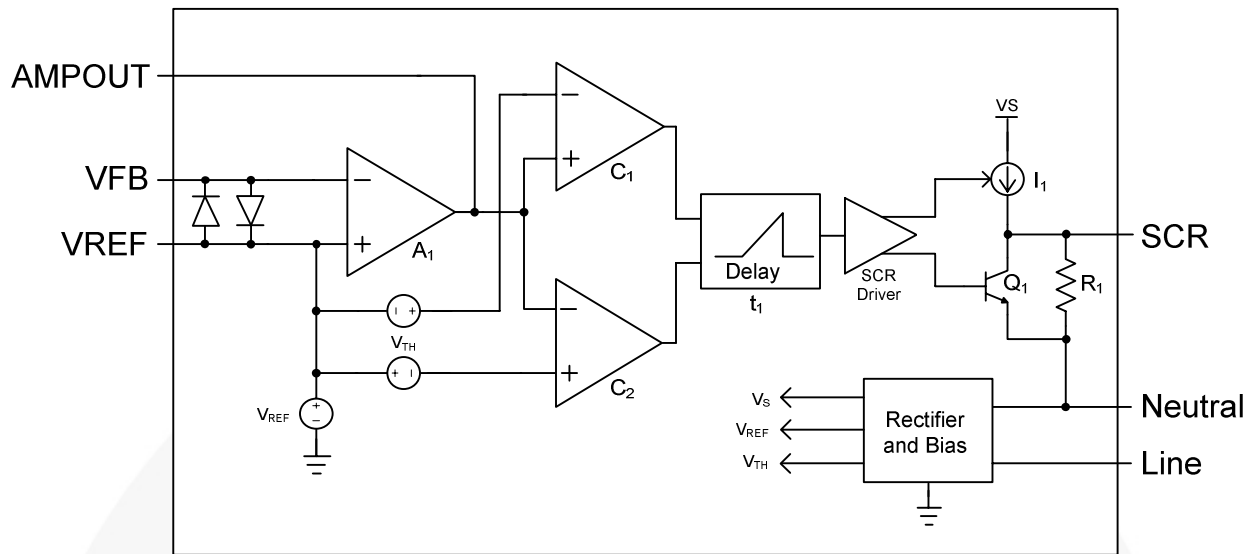 AMPOUT
VFB
VREF
−
+
A1
−
+
C1
−
+
C2
− +
VTH
+ −
VREF
+
−
Delay
t1
SCR
Driver
VS
I1
Q1
R1
SCR
VS
VREF
VTH
Rectifier
and Bias
Neutral
Line